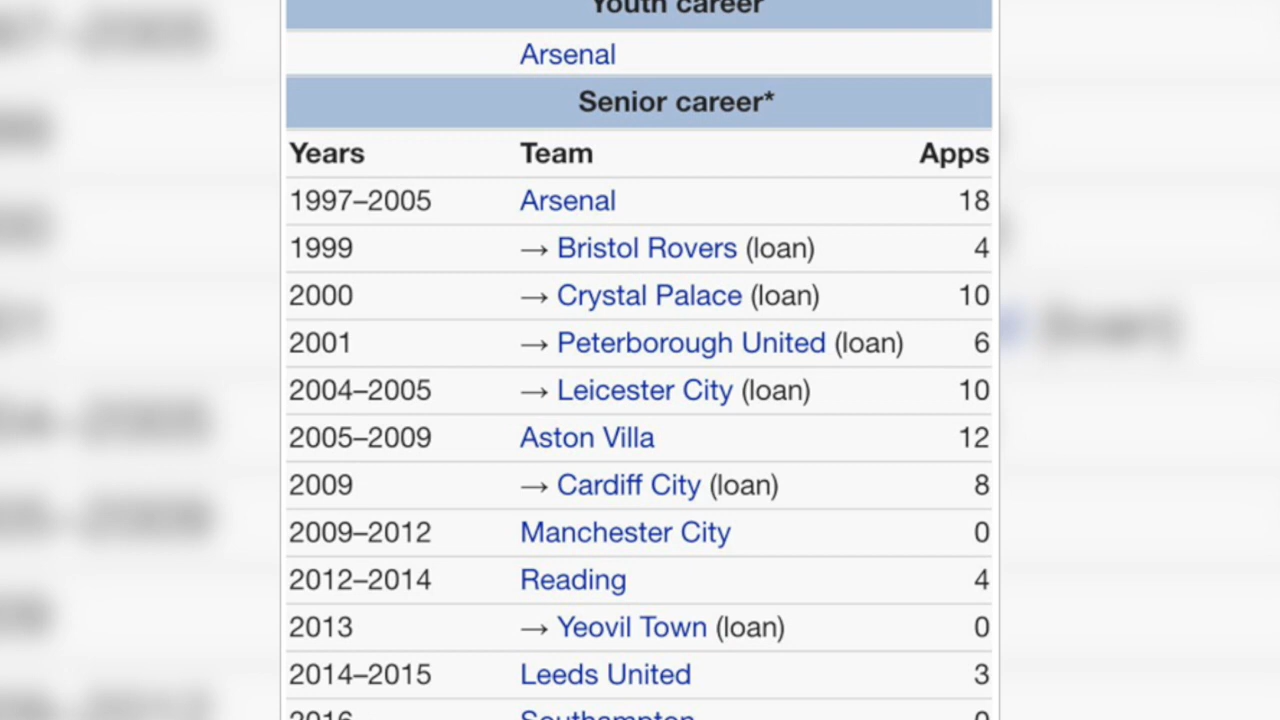 Youth career
Arsenal
Senior career*
Years Team Apps
1997–2005 Arsenal 18
1999 → Bristol Rovers (loan) 4
2000 → Crystal Palace (loan) 10
2001 → Peterborough United (loan) 6
2004–2005 → Leicester City (loan) 10
2005–2009 Aston Villa 12
2009 → Cardiff City (loan) 8
2009–2012 Manchester City 0
2012–2014 Reading 4
2013 → Yeovil Town (loan) 0
2014–2015 Leeds United 3
2016 Southampton 0